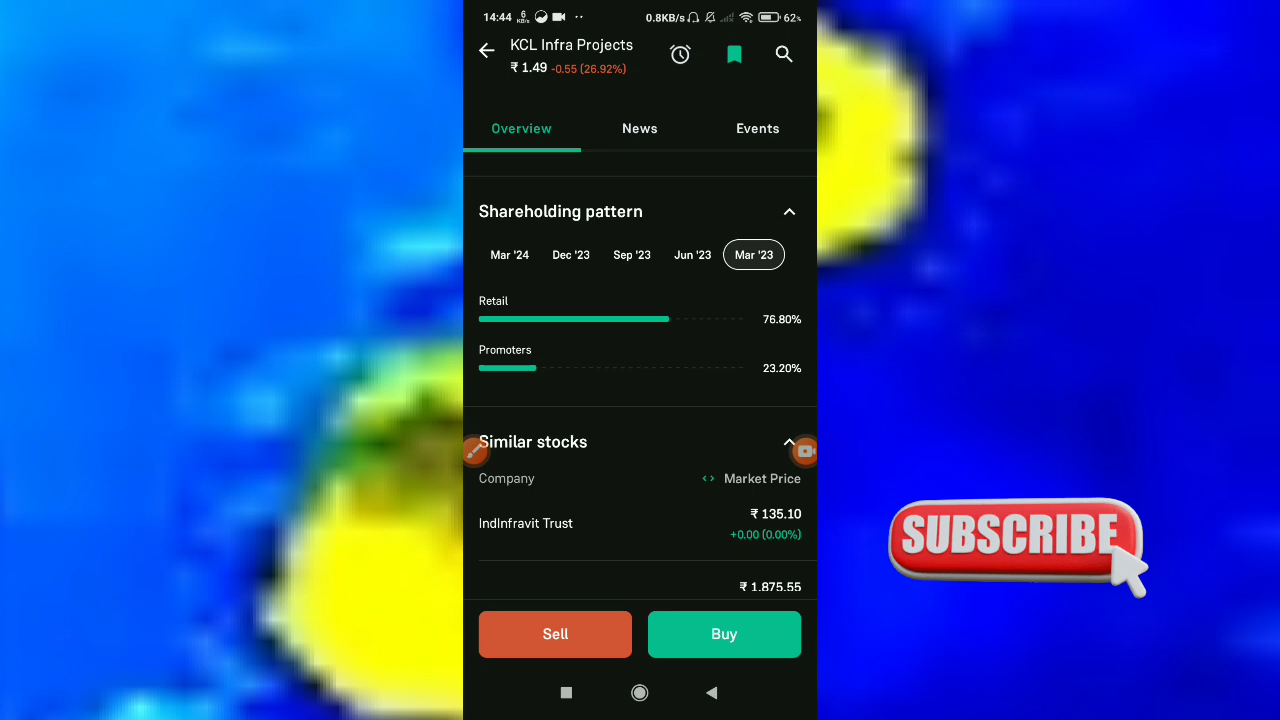 14:44 6 KB/s
0.8KB/s 62%
KCL Infra Projects
₹ 1.49 -0.55 (26.92%)
Overview News Events
Shareholding pattern
Mar '24 Dec '23 Sep '23 Jun '23 Mar '23
Retail
76.80%
Promoters
23.20%
Similar stocks
Company <> Market Price
₹ 135.10
IndInfravit Trust
+0.00 (0.00%)
₹ 1,875.55
Sell Buy
SUBSCRIBE